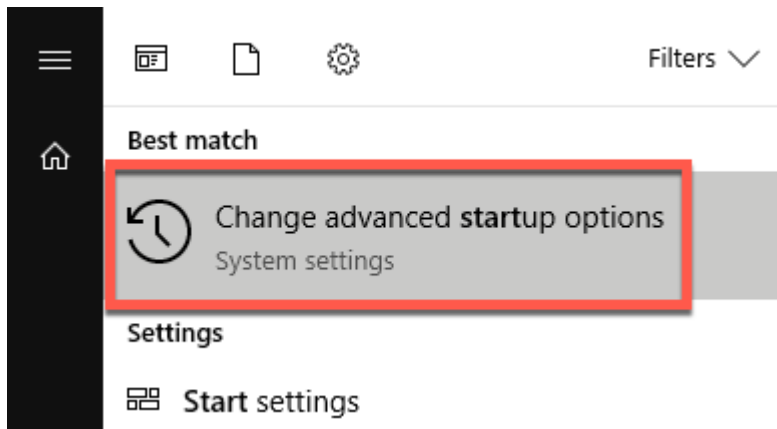 Filters
Best match
Change advanced startup options
System settings
Settings
Start settings